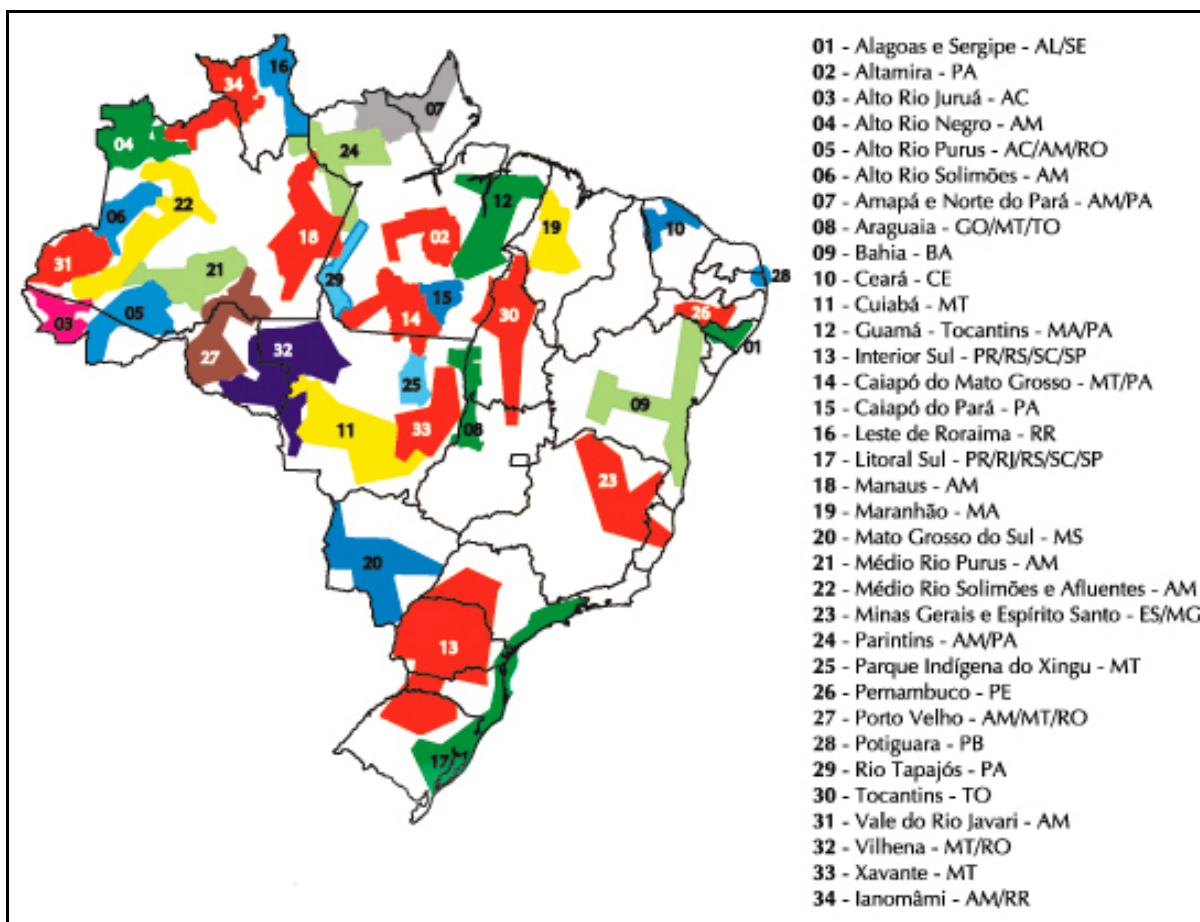 34
16
07
04
24
22
06
12
19
10
02
18
31
21
29
28
15
30
14
26
05
03
01
32
27
25
09
11
33
08
23
20
13
17
01 - Alagoas e Sergipe - AL/SE
02 - Altamira - PA
03 - Alto Rio Juruá - AC
04 - Alto Rio Negro - AM
05 - Alto Rio Purus - AC/AM/RO
06 - Alto Rio Solimões - AM
07 - Amapá e Norte do Pará - AM/PA
08 - Araguaia - GO/MT/TO
09 - Bahia - BA
10 - Ceará - CE
11 - Cuiabá - MT
12 - Guamá - Tocantins - MA/PA
13 - Interior Sul - PR/RS/SC/SP
14 - Caiapó do Mato Grosso - MT/PA
15 - Caiapó do Pará - PA
16 - Leste de Roraima - RR
17 - Litoral Sul - PR/RJ/RS/SC/SP
18 - Manaus - AM
19 - Maranhão - MA
20 - Mato Grosso do Sul - MS
21 - Médio Rio Purus - AM
22 - Médio Rio Solimões e Afluentes - AM
23 - Minas Gerais e Espírito Santo - ES/MG
24 - Parintins - AM/PA
25 - Parque Indígena do Xingu - MT
26 - Pernambuco - PE
27 - Porto Velho - AM/MT/RO
28 - Potiguara - PB
29 - Rio Tapajós - PA
30 - Tocantins - TO
31 - Vale do Rio Javari - AM
32 - Vilhena - MT/RO
33 - Xavante - MT
34 - Ianomâmi - AM/RR